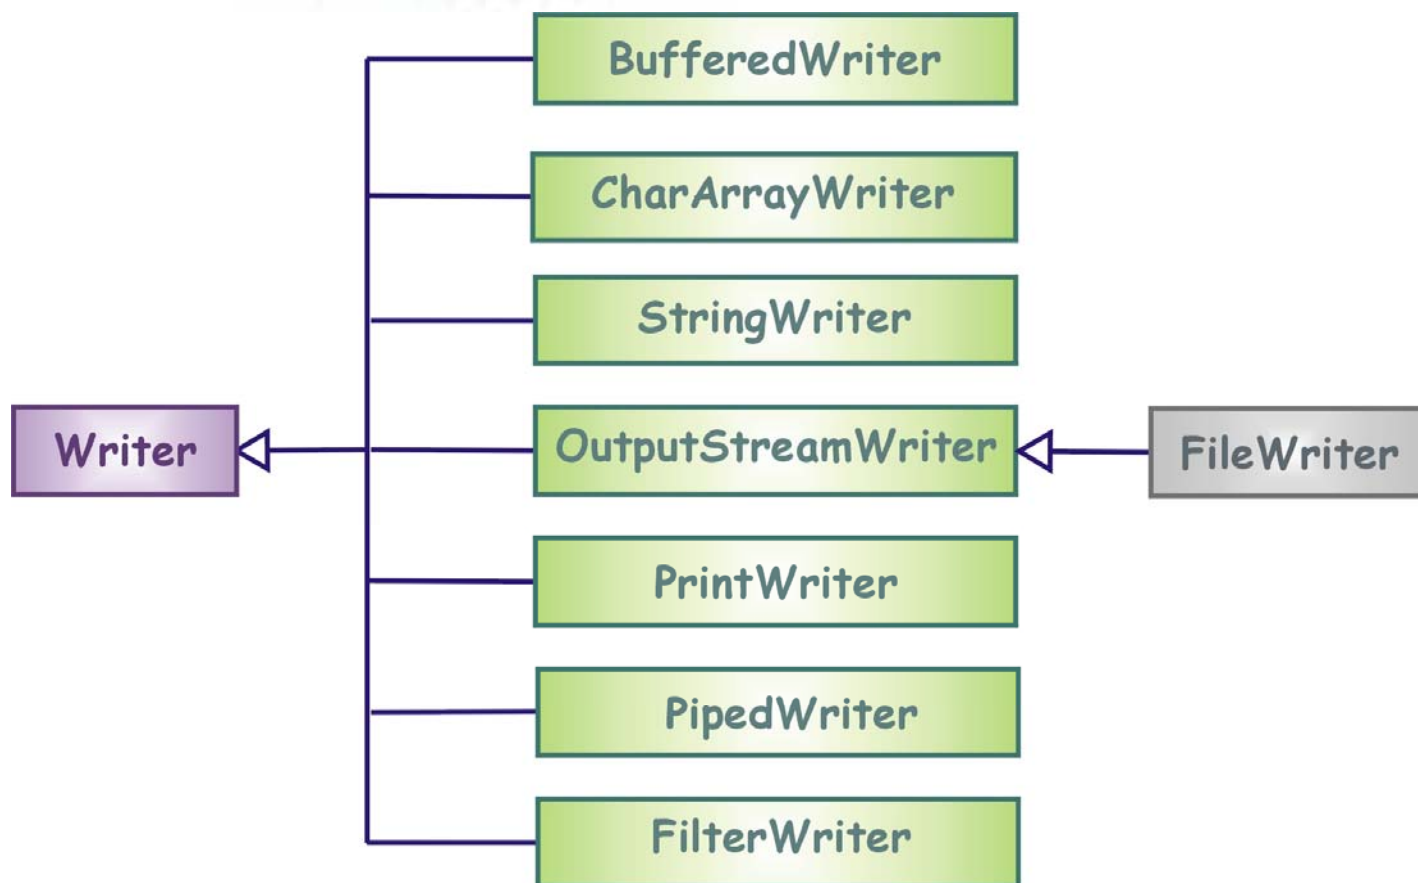 BufferedWriter
CharArrayWriter
StringWriter
Writer
OutputStreamWriter
FileWriter
PrintWriter
PipedWriter
FilterWriter